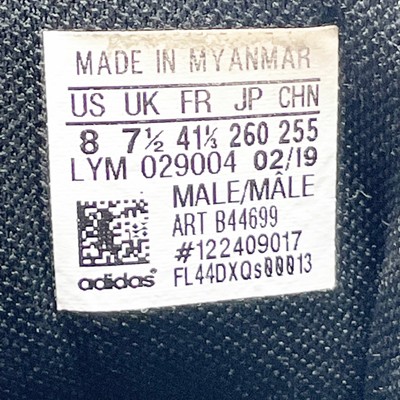 MADE IN MYANMAR
US UK FR JP CHN
8 7½ 41⅓ 260 255
LYM 029004 02/19
MALE/MÂLE
ART B44699
#122409017
adidas® FL44DXQs00013